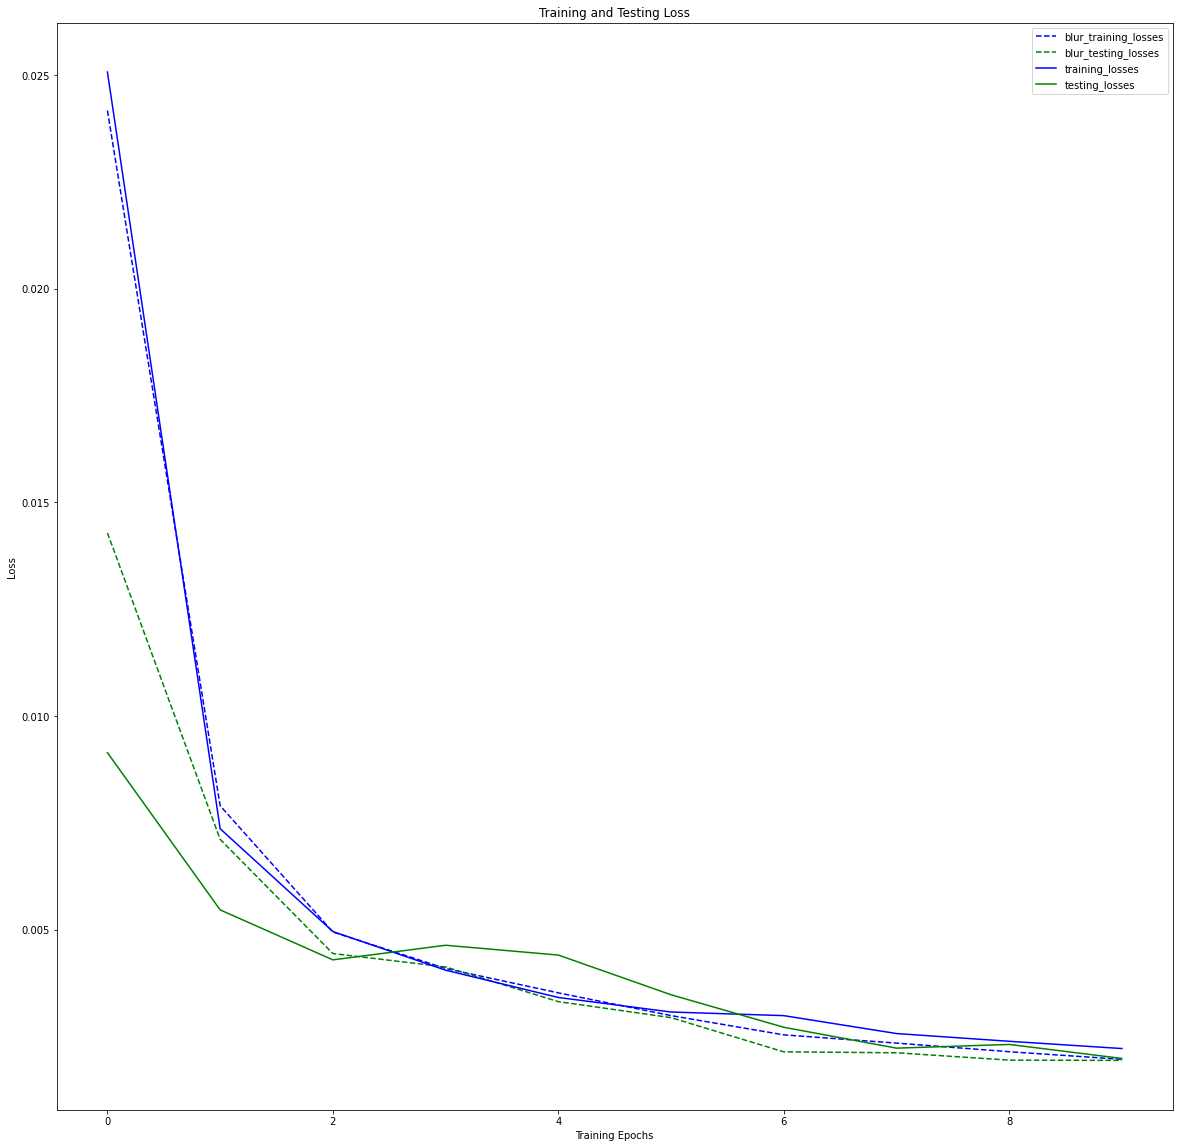 Training and Testing Loss
blur_training_losses
blur_testing_losses
training_losses
testing_losses
0.025
0.020
0.015
0.010
0.005
Loss
0 2 4 6 8
Training Epochs